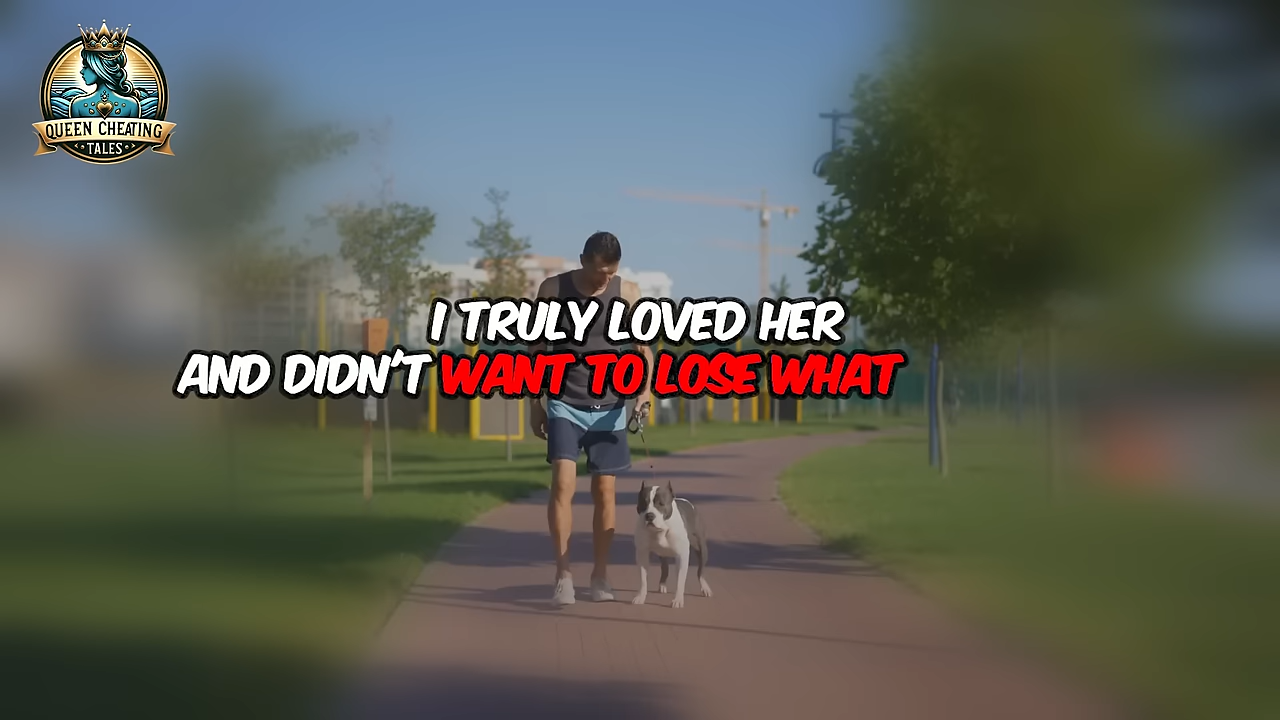 QUEEN CHEATING
TALES
I TRULY LOVED HER
AND DIDN'T WANT TO LOSE WHAT